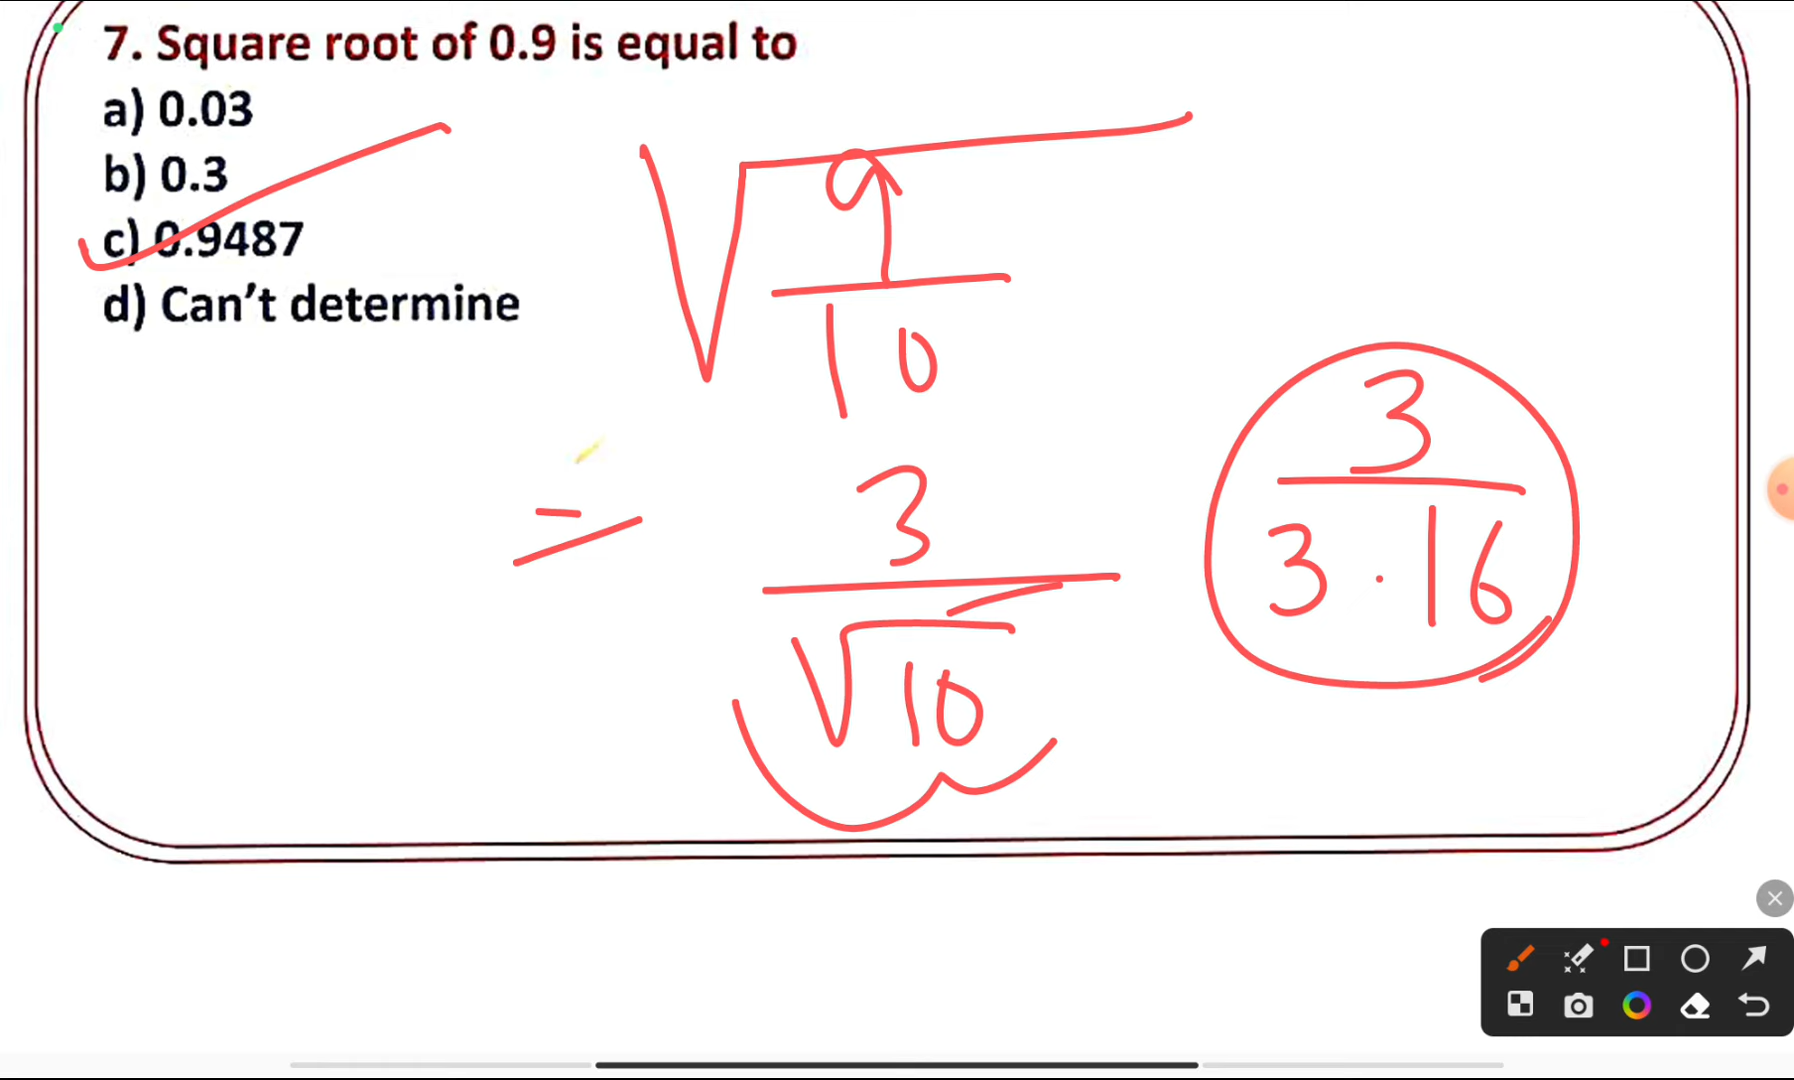 7. Square root of 0.9 is equal to
a) 0.03
b) 0.3
c) 0.9487
d) Can’t determine
√ 9
10
= 3
√10
3
3.16